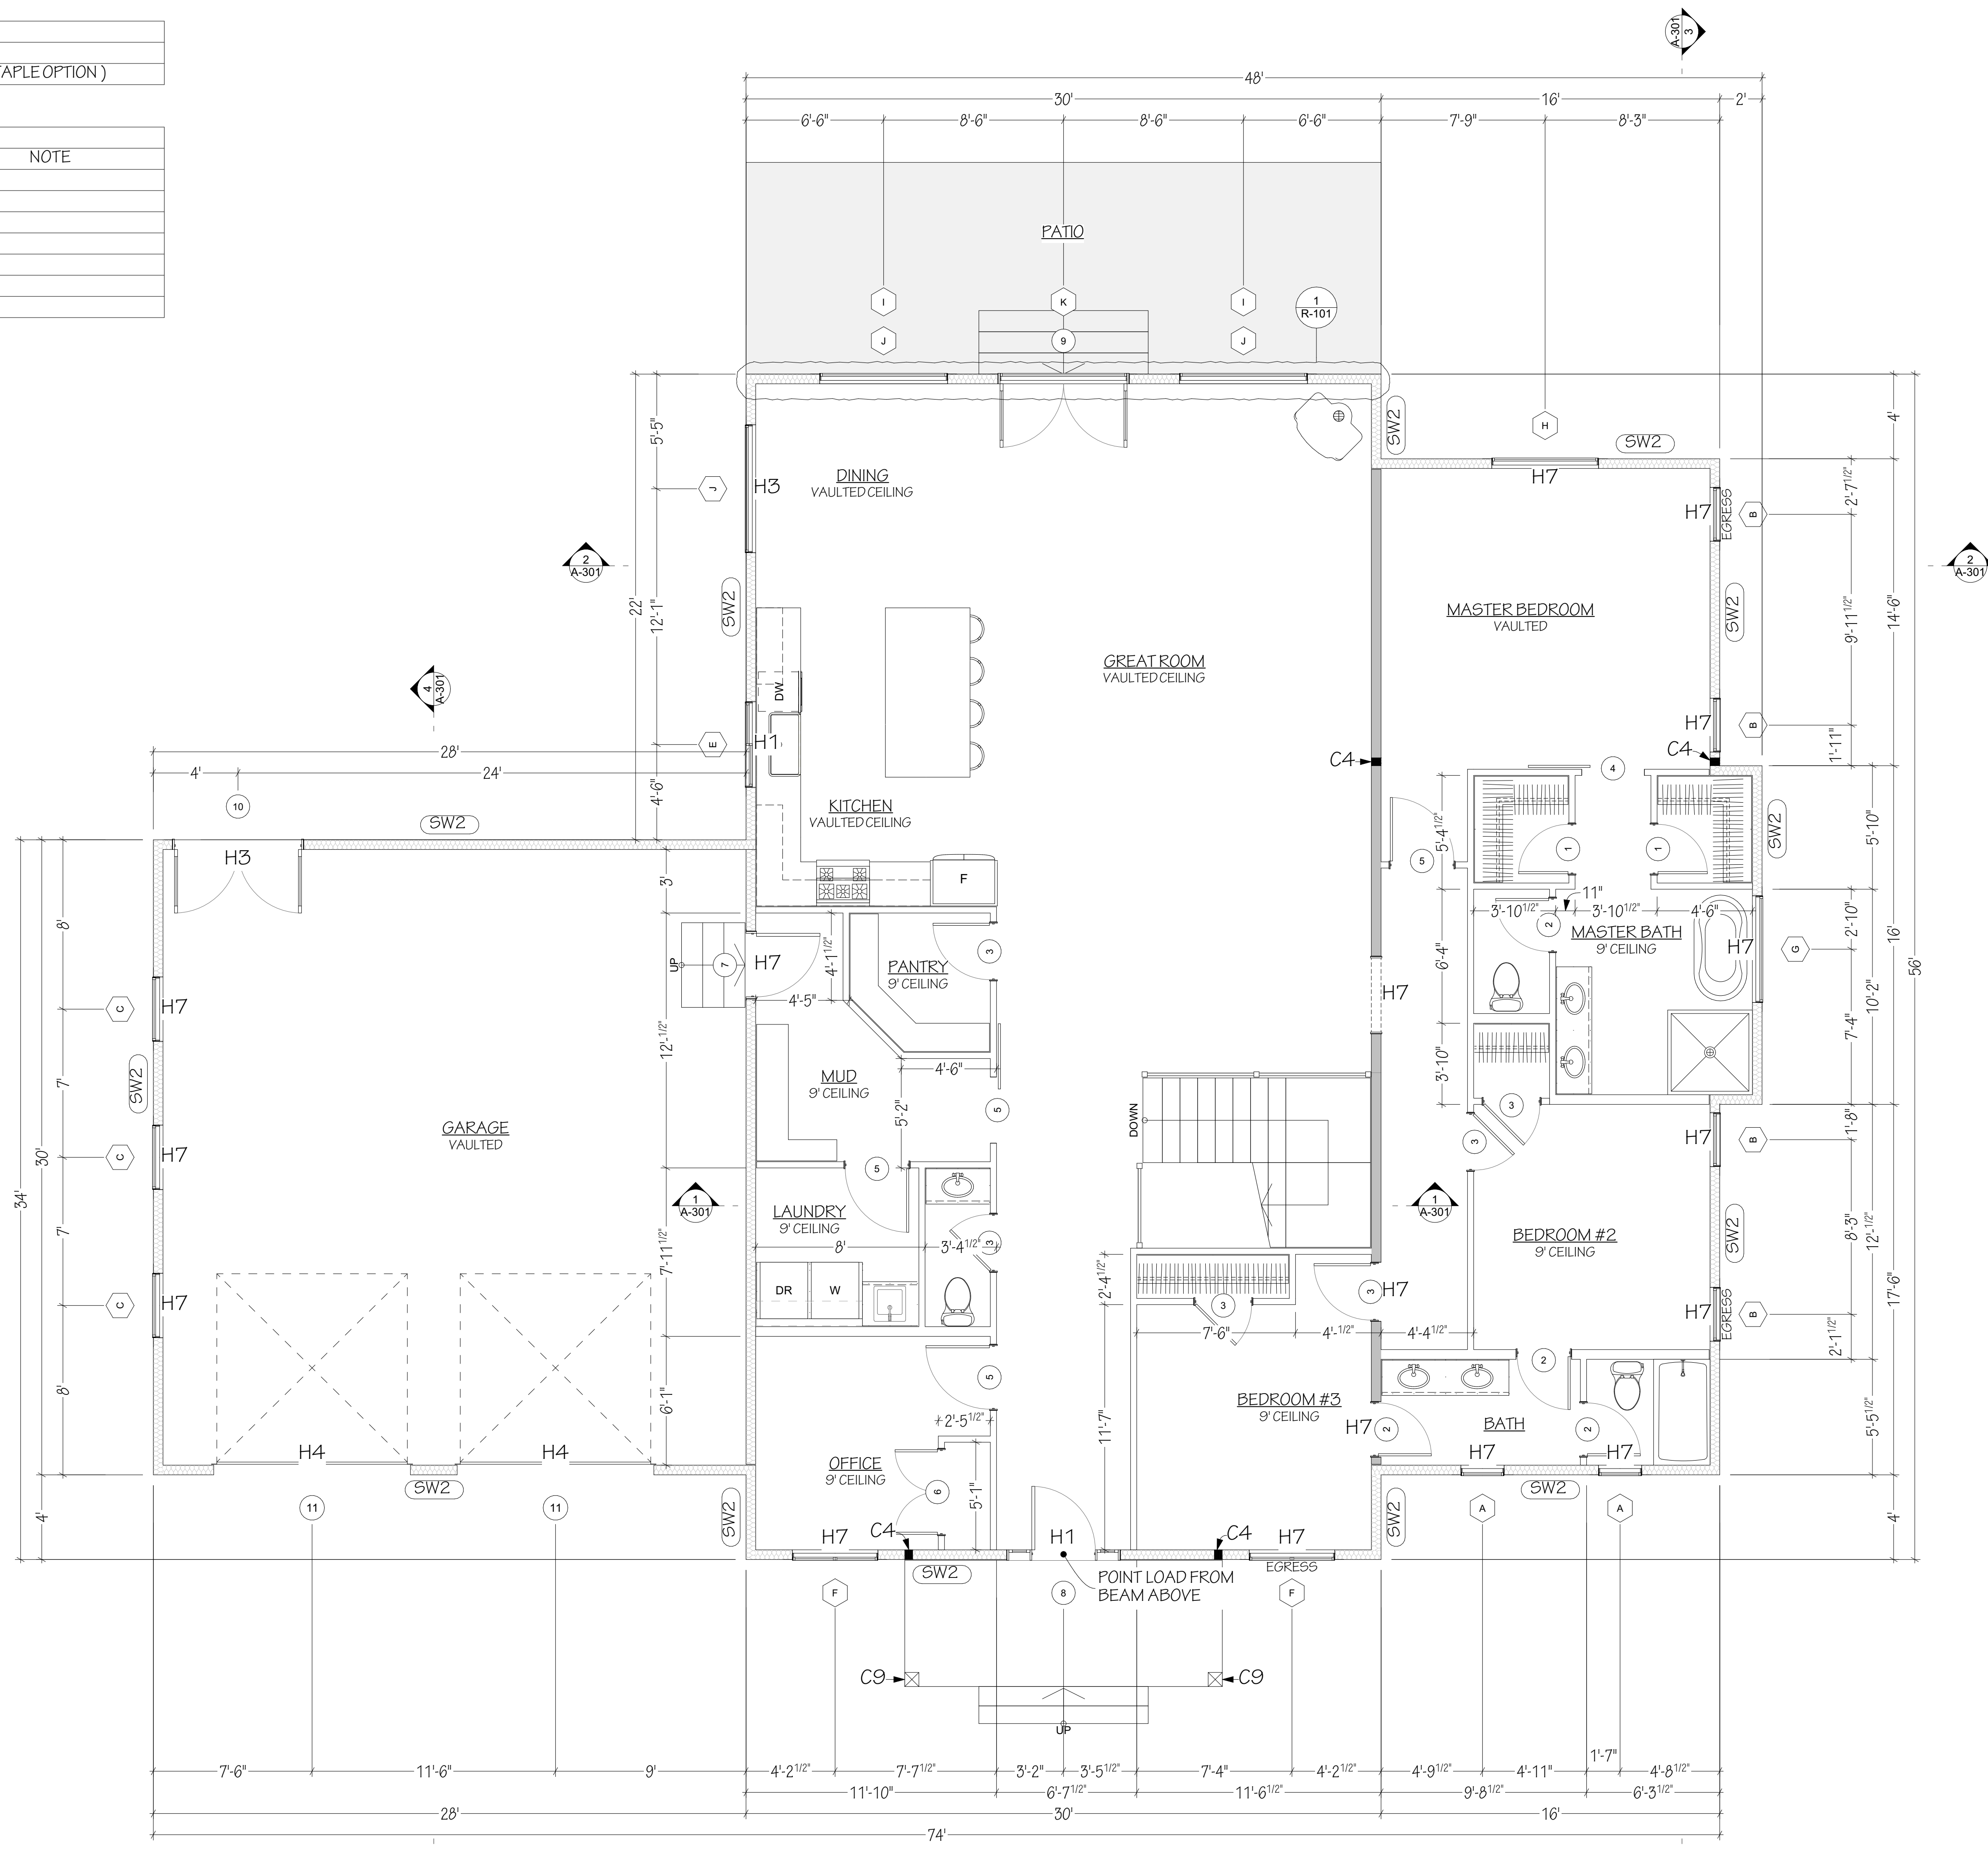 TAPLE OPTION )
NOTE
A-301
3
48'
30'
16'
2'
6'-6"
8'-6"
8'-6"
6'-6"
7'-9"
8'-3"
PATIO
I
K
I
1
R-101
J
9
J
SW2
H
SW2
4'
5'-5"
DINING
VAULTED CEILING
H3
J
H7
H7
EGRESS
B
2'-7 1/2"
2
A-301
2
A-301
22'
12'-1"
SW2
MASTER BEDROOM
VAULTED
SW2
9'-11 1/2"
14'-6"
GREAT ROOM
VAULTED CEILING
4
A-301
DW
H7
B
28'
E
H1
C4
C4
1'-11"
4'
24'
4'-6"
4
10
KITCHEN
VAULTED CEILING
SW2
SW2
5'-4 1/2"
5'-10"
H3
5
1
1
3'
F
8'
11"
3'-10 1/2"
3'-10 1/2"
4'-6"
2
2'-10"
MASTER BATH
9' CEILING
H7
G
16'
56'
UP
7
H7
4'-1 1/2"
3
PANTRY
9' CEILING
6'-4"
4'-5"
H7
10'-2"
C
H7
12'-1/2"
7'-4"
34'
30'
SW2
7'
MUD
9' CEILING
4'-6"
3'-10"
5'-2"
5
DOWN
3
GARAGE
VAULTED
1'-8"
3
H7
B
C
H7
5
1
A-301
1
A-301
LAUNDRY
9' CEILING
7'
8'
3'-4 1/2"
3
7'-11 1/2"
BEDROOM #2
9' CEILING
SW2
8'-3"
12'-1/2"
DR
W
2'-4 1/2"
3
3
H7
C
H7
H7
EGRESS
B
17'-6"
7'-6"
4'-1/2"
4'-4 1/2"
2'-1 1/2"
8'
6'-1"
5
2
BEDROOM #3
9' CEILING
2'-5 1/2"
11'-7"
H7
2
BATH
2
5'-5 1/2"
H4
H4
OFFICE
9' CEILING
H7
H7
6
5'-1"
SW2
SW2
11
11
SW2
SW2
A
A
4'
4'
H7
C4
H1
C4
H7
SW2
EGRESS
POINT LOAD FROM
BEAM ABOVE
F
8
F
C9
C9
UP
7'-6"
11'-6"
9'
4'-2 1/2"
7'-7 1/2"
3'-2"
3'-5 1/2"
7'-4"
4'-2 1/2"
4'-9 1/2"
4'-11"
1'-7"
4'-8 1/2"
11'-10"
6'-7 1/2"
11'-6 1/2"
9'-8 1/2"
6'-3 1/2"
28'
30'
16'
74'